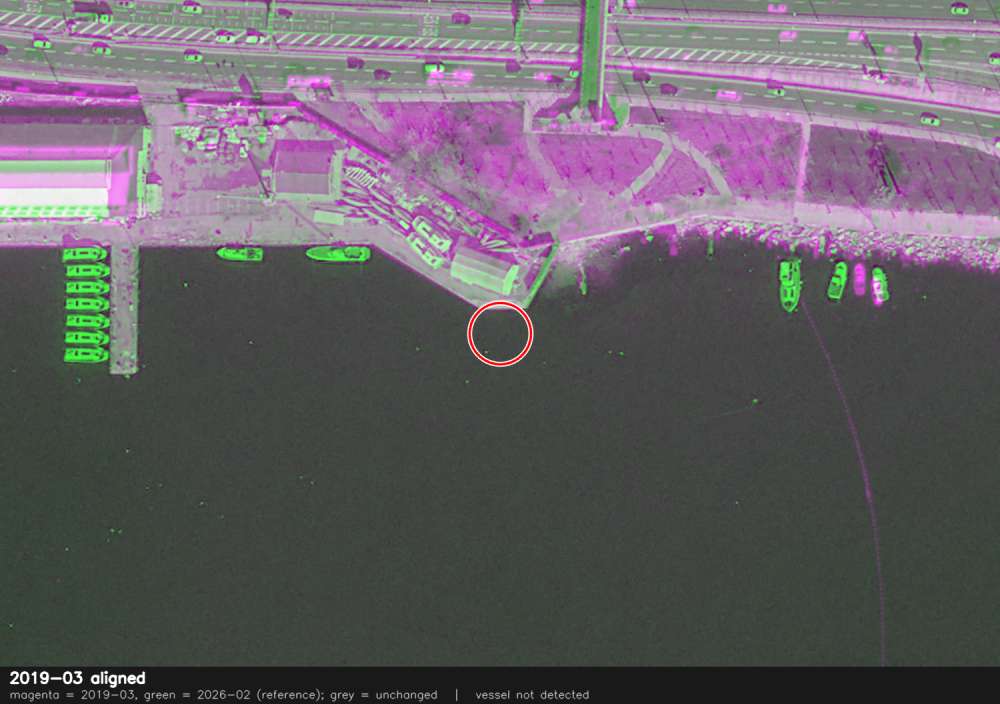 2019-03 aligned
magenta = 2019-03, green = 2026-02 (reference); grey = unchanged | vessel not detected